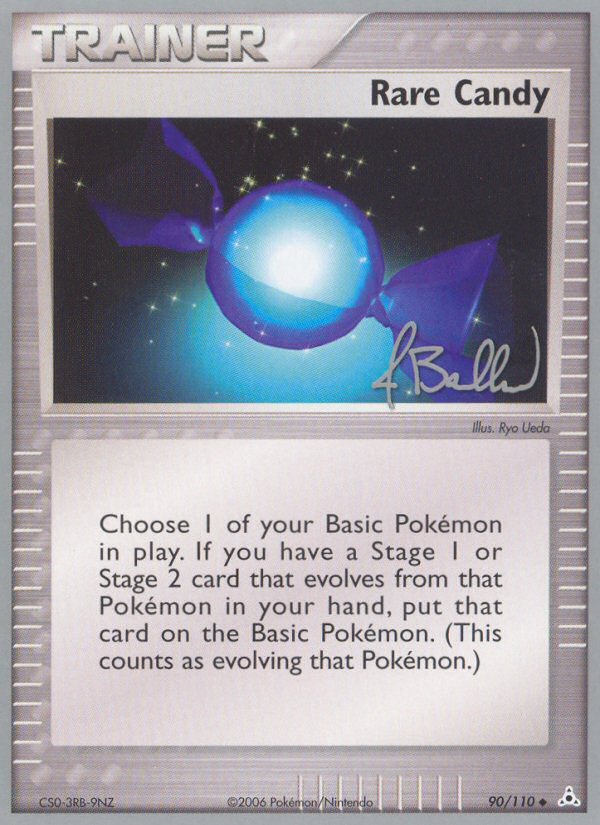 TRAINER
Rare Candy
Illus. Ryo Ueda
Choose 1 of your Basic Pokémon
in play. If you have a Stage 1 or
Stage 2 card that evolves from that
Pokémon in your hand, put that
card on the Basic Pokémon. (This
counts as evolving that Pokémon.)
CS0-3RB-9NZ ©2006 Pokémon/Nintendo 90/110